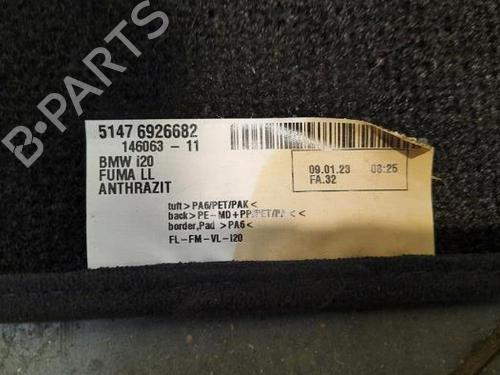 5147 6926682
146063 - 11
BMW i20
FUMA LL
ANTHRAZIT
09.01.23 08:25
FA.32
tuft > PA6/PET/PAK <
back > PE-MD + PP/PET/PA < <
border,Pad > PA6 <
FL-FM-VL-I20
B-PARTS